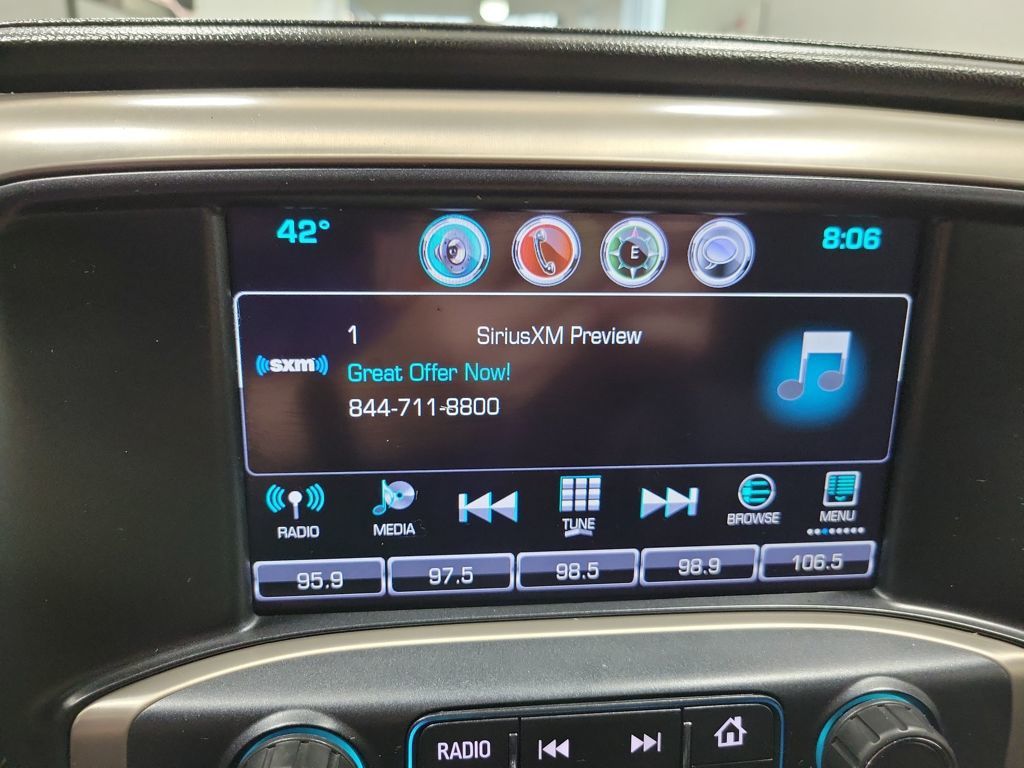 42°
E
8:06
1 SiriusXM Preview
sxm
Great Offer Now!
844-711-8800
RADIO
MEDIA
TUNE
BROWSE
MENU
95.9
97.5
98.5
98.9
106.5
RADIO